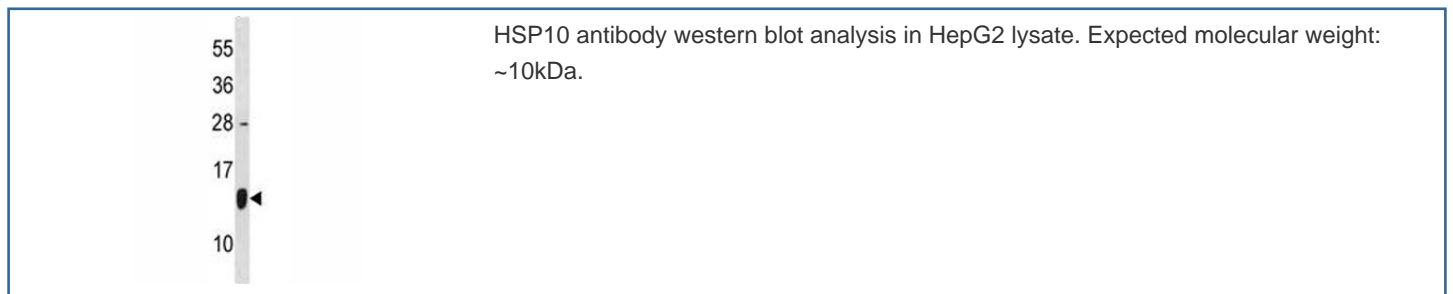 HSP10 antibody western blot analysis in HepG2 lysate. Expected molecular weight:
~10kDa.
55
36
28
17
10